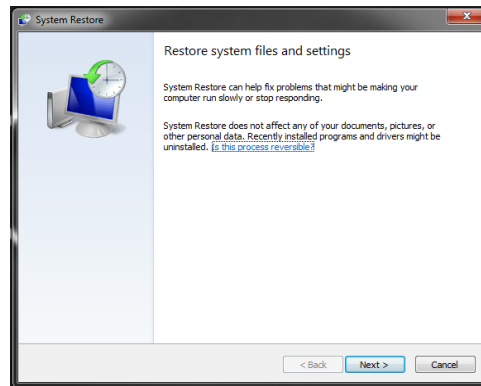 System Restore
Restore system files and settings
System Restore can help fix problems that might be making your
computer run slowly or stop responding.
System Restore does not affect any of your documents, pictures, or
other personal data. Recently installed programs and drivers might be
uninstalled. Is this process reversible?
< Back Next > Cancel